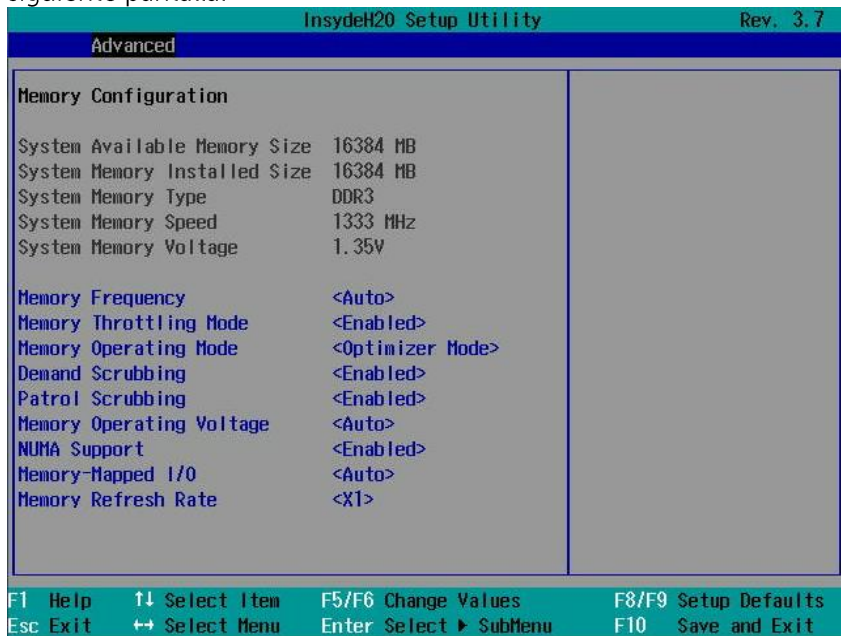 InsydeH20 Setup Utility Rev. 3.7
Advanced
Memory Configuration
System Available Memory Size 16384 MB
System Memory Installed Size 16384 MB
System Memory Type DDR3
System Memory Speed 1333 MHz
System Memory Voltage 1.35V
Memory Frequency <Auto>
Memory Throttling Mode <Enabled>
Memory Operating Mode <Optimizer Mode>
Demand Scrubbing <Enabled>
Patrol Scrubbing <Enabled>
Memory Operating Voltage <Auto>
NUMA Support <Enabled>
Memory-Mapped I/O <Auto>
Memory Refresh Rate <X1>
F1 Help ↑↓ Select Item F5/F6 Change Values F8/F9 Setup Defaults
Esc Exit ↔ Select Menu Enter Select ▶ SubMenu F10 Save and Exit